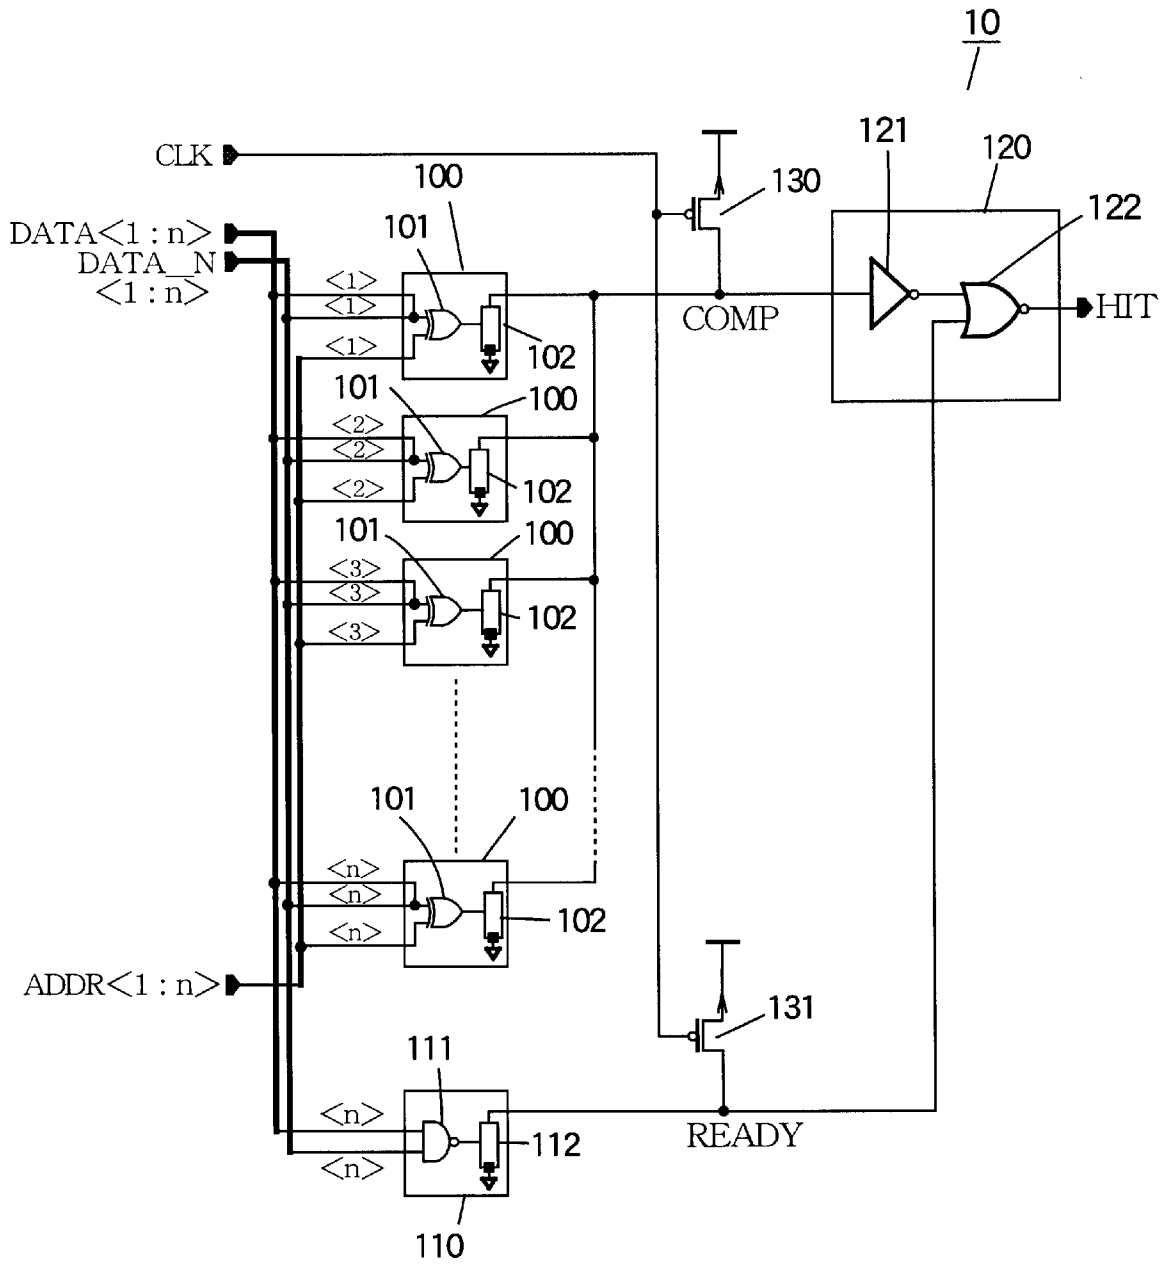 10
121
120
CLK
100
130
122
DATA<1:n>
101
DATA_N
<1:n>
<1>
<1>
HIT
COMP
<1>
102
101
100
<2>
<2>
<2>
102
101
100
<3>
<3>
102
<3>
101
100
<n>
<n>
<n>
102
ADDR<1:n>
131
111
<n>
READY
112
<n>
110